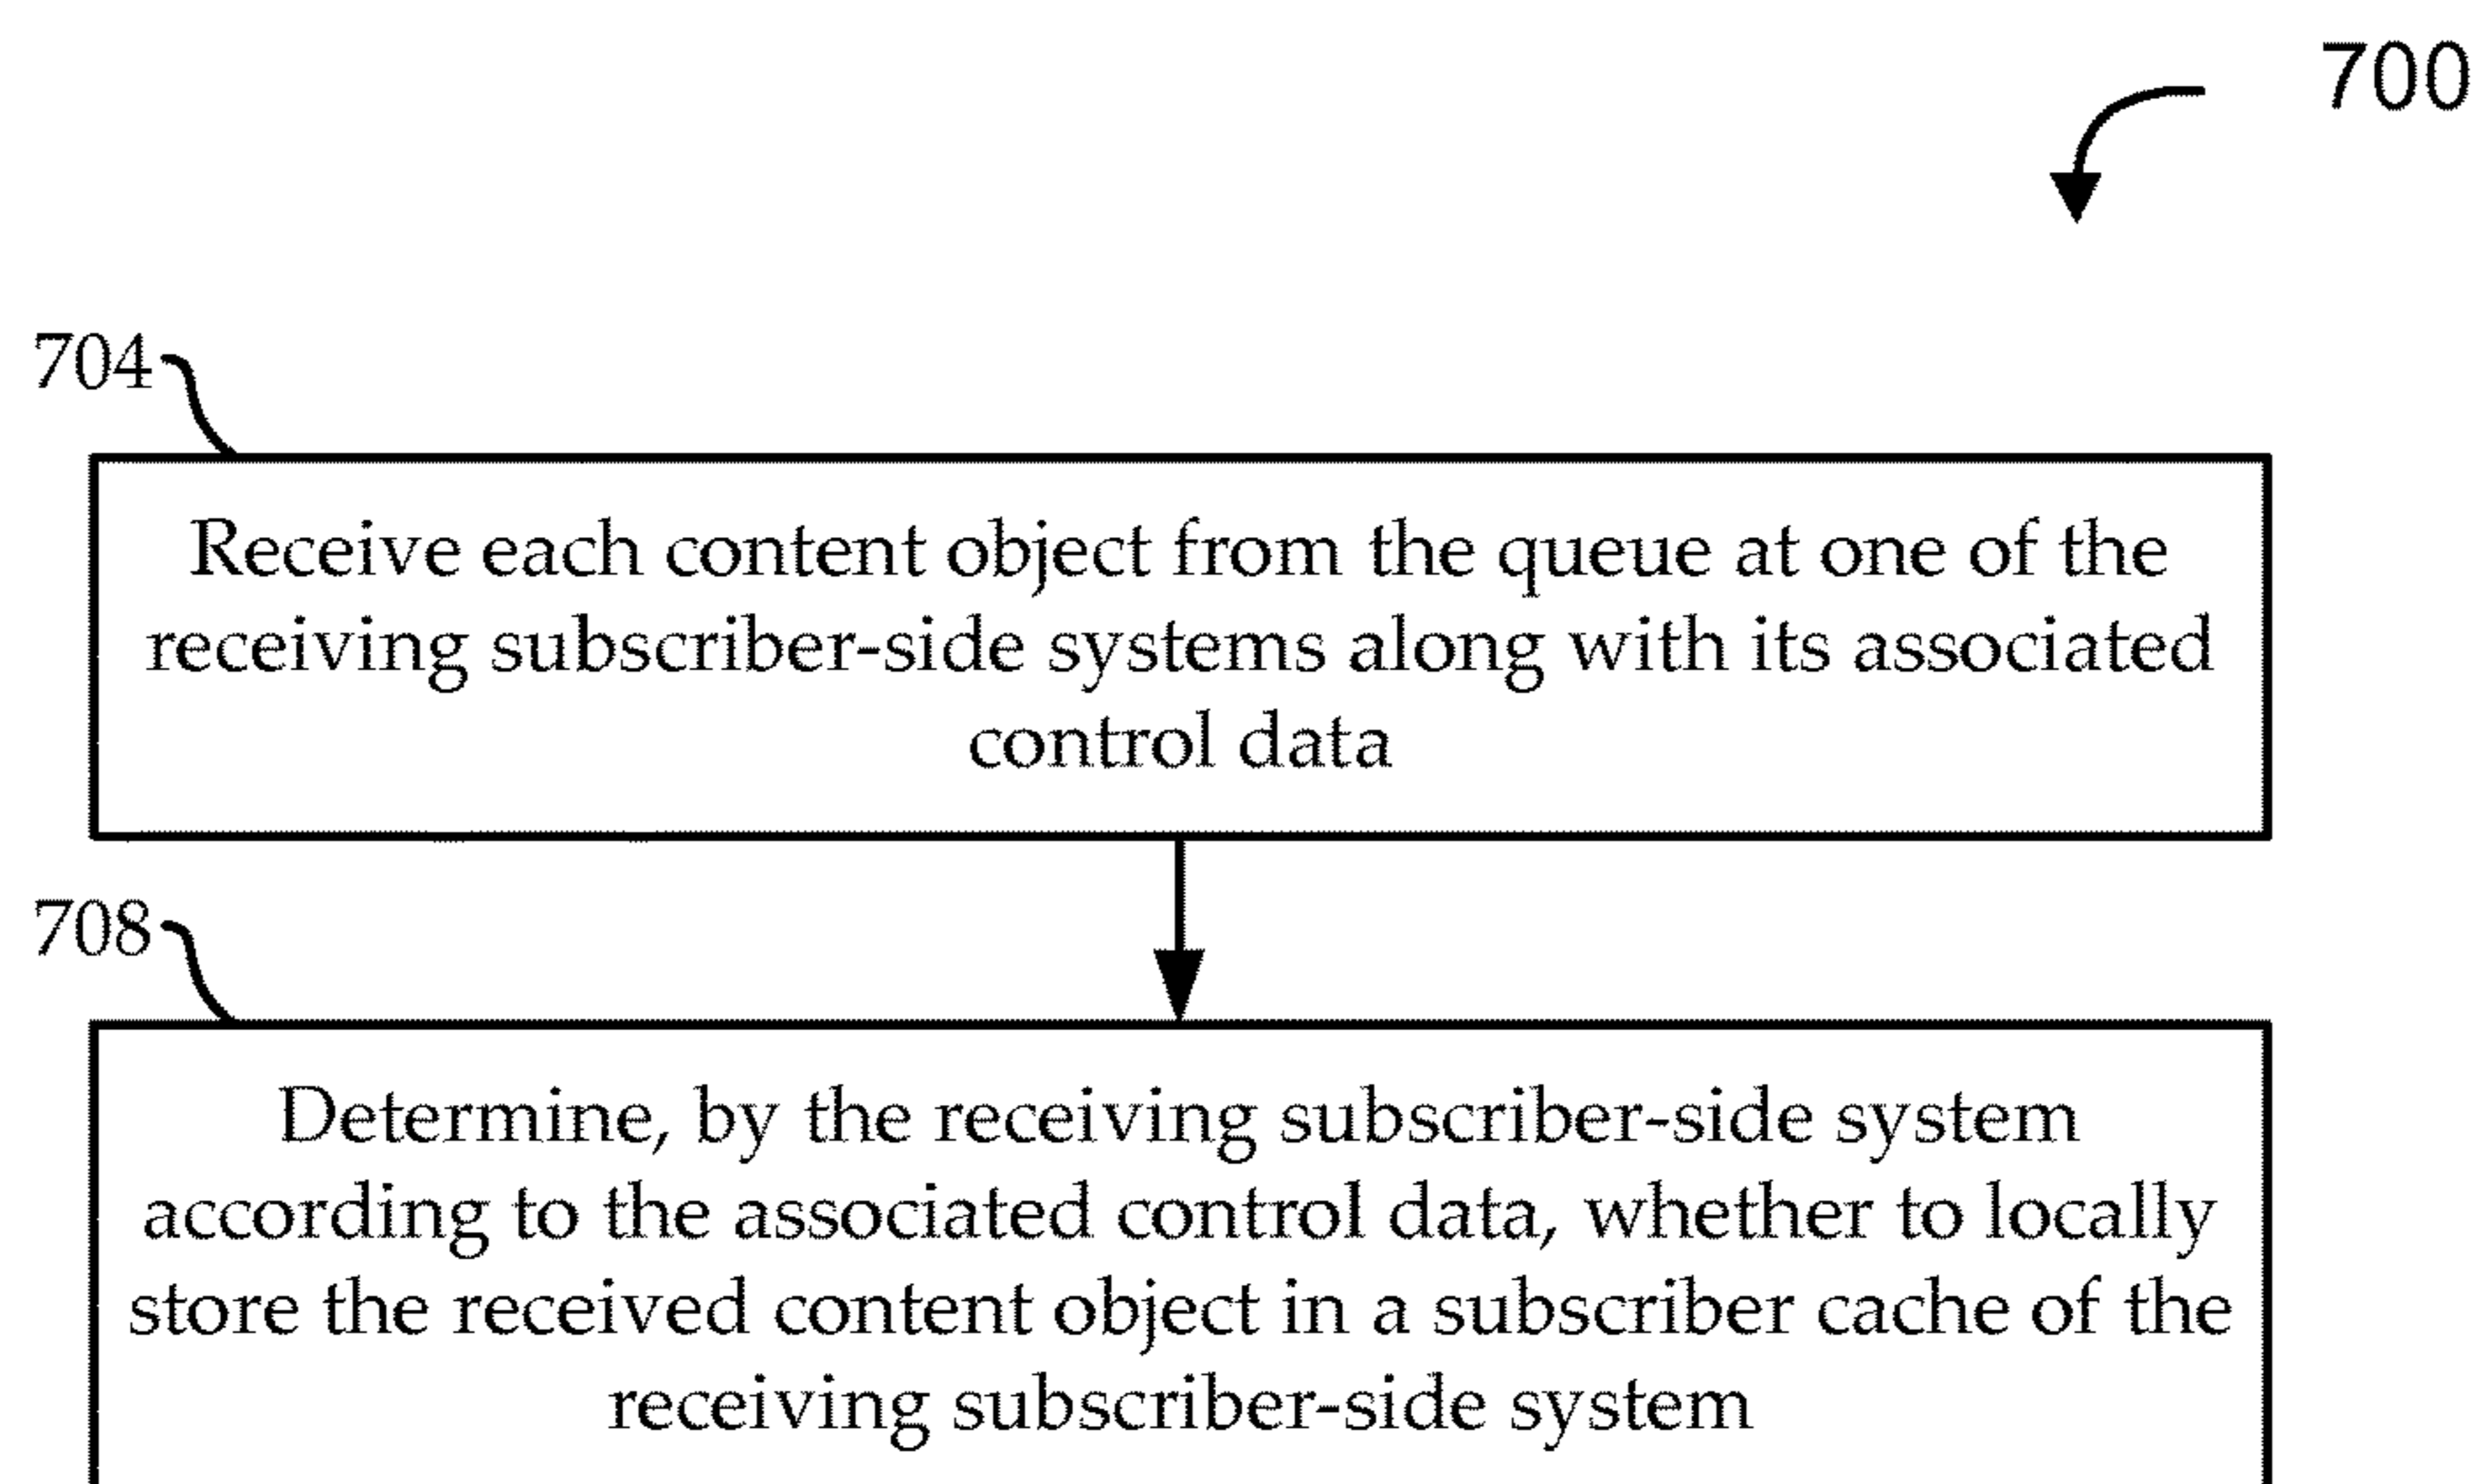 700
704
Receive each content object from the queue at one of the
receiving subscriber-side systems along with its associated
control data
708
Determine, by the receiving subscriber-side system
according to the associated control data, whether to locally
store the received content object in a subscriber cache of the
receiving subscriber-side system